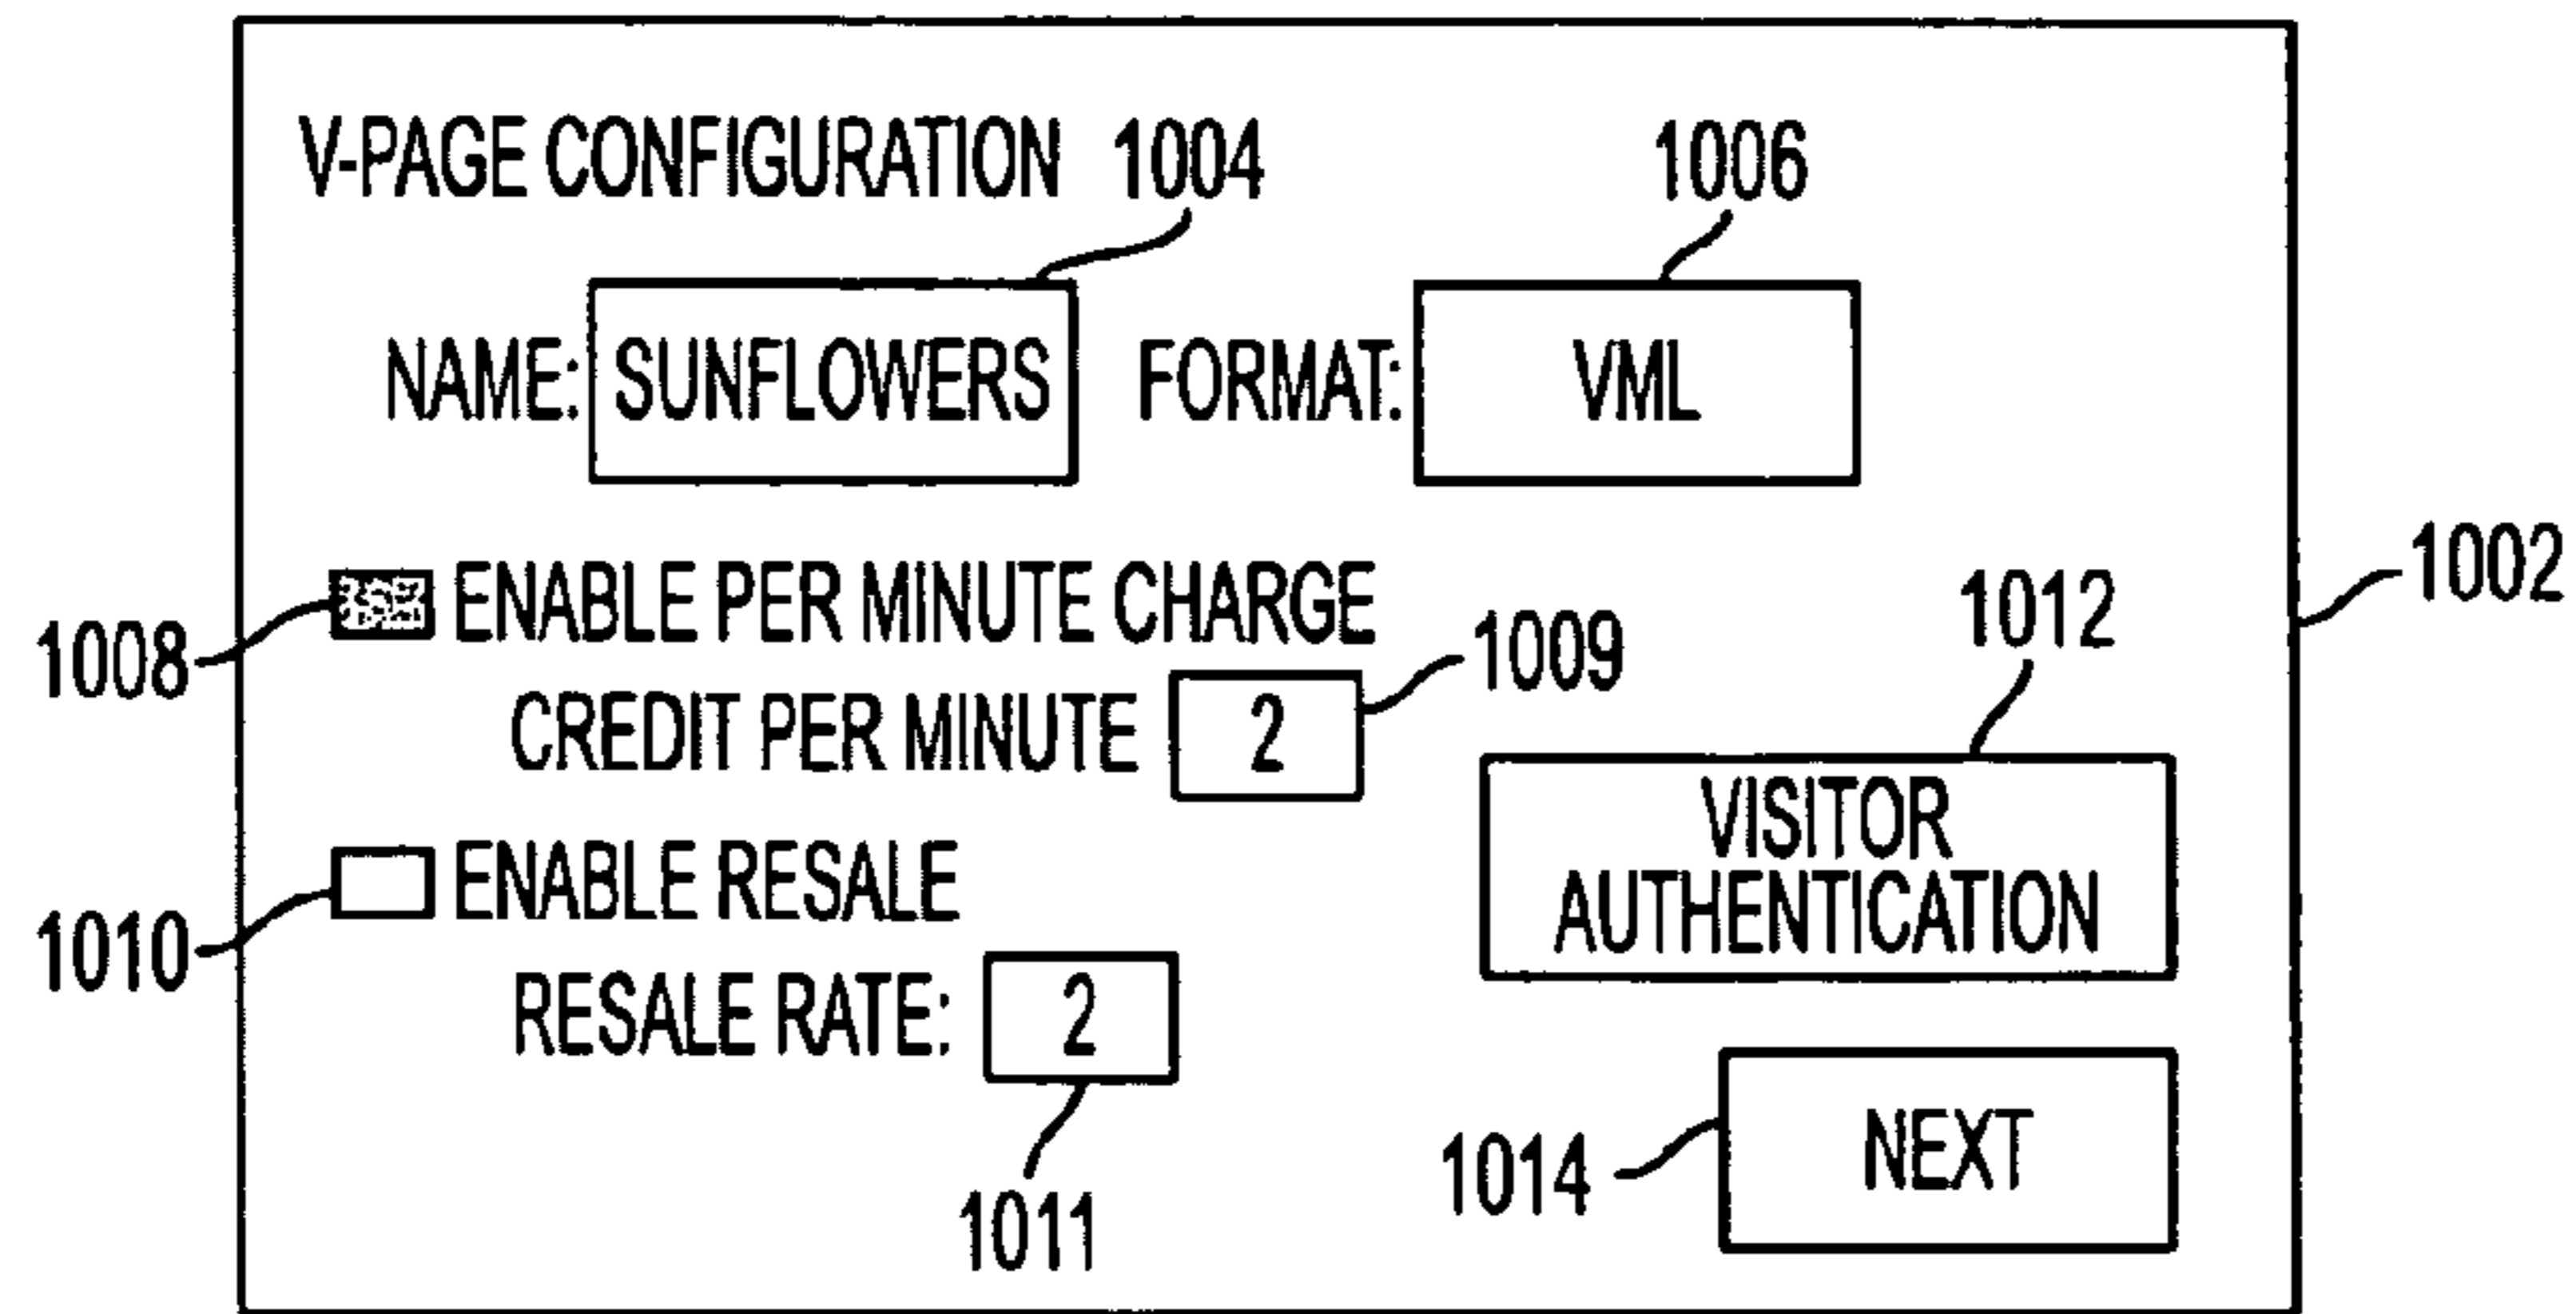 V-PAGE CONFIGURATION 1004 1006
NAME: SUNFLOWERS FORMAT: VML
1002
1008 ENABLE PER MINUTE CHARGE 1012
CREDIT PER MINUTE 2 1009
VISITOR
AUTHENTICATION
1010 ENABLE RESALE
RESALE RATE: 2
1011
1014 NEXT